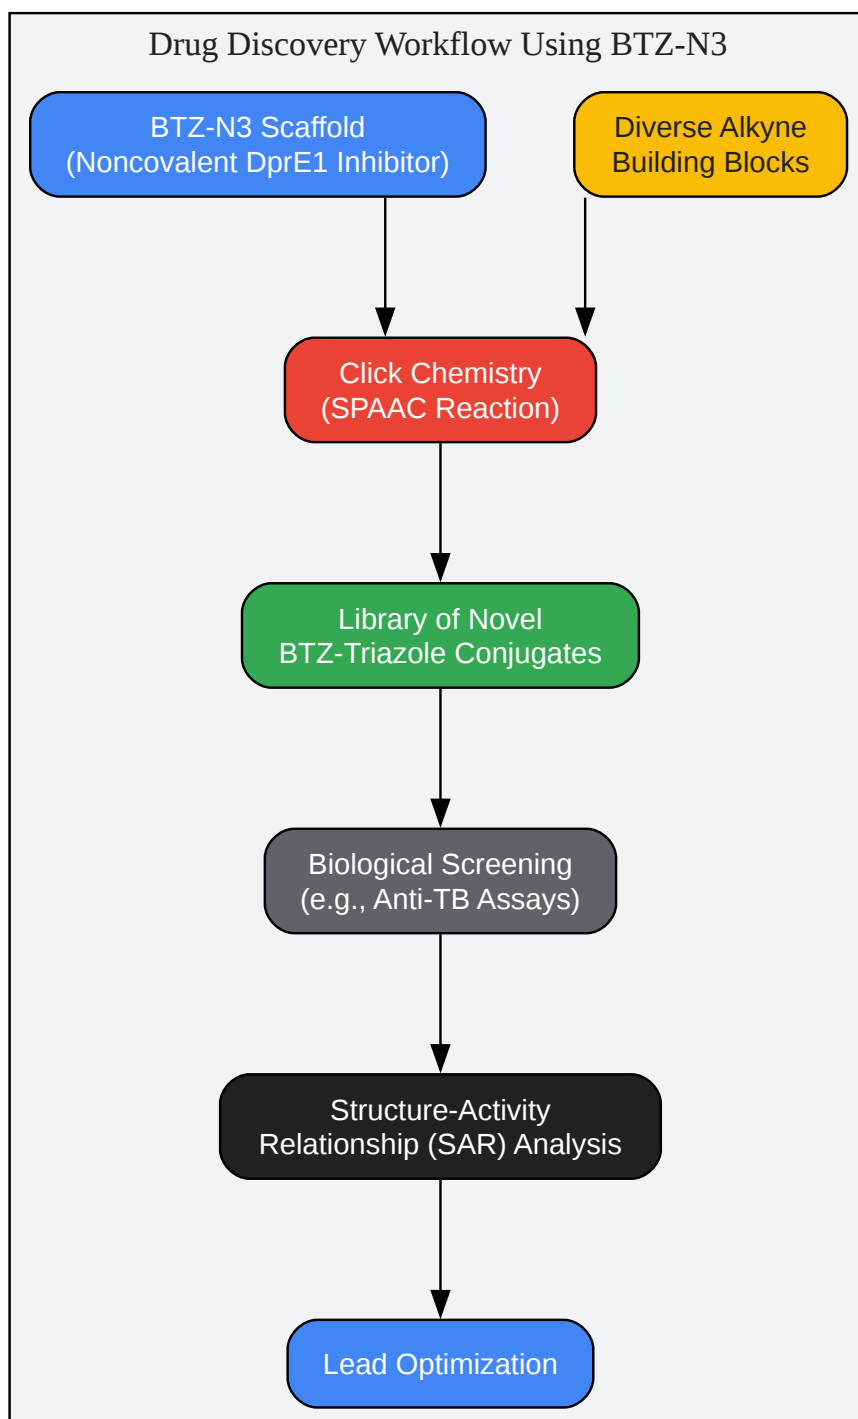 Drug Discovery Workflow Using BTZ-N3
BTZ-N3 Scaffold
(Noncovalent DprE1 Inhibitor)
Diverse Alkyne
Building Blocks
Click Chemistry
(SPAAC Reaction)
Library of Novel
BTZ-Triazole Conjugates
Biological Screening
(e.g., Anti-TB Assays)
Structure-Activity
Relationship (SAR) Analysis
Lead Optimization